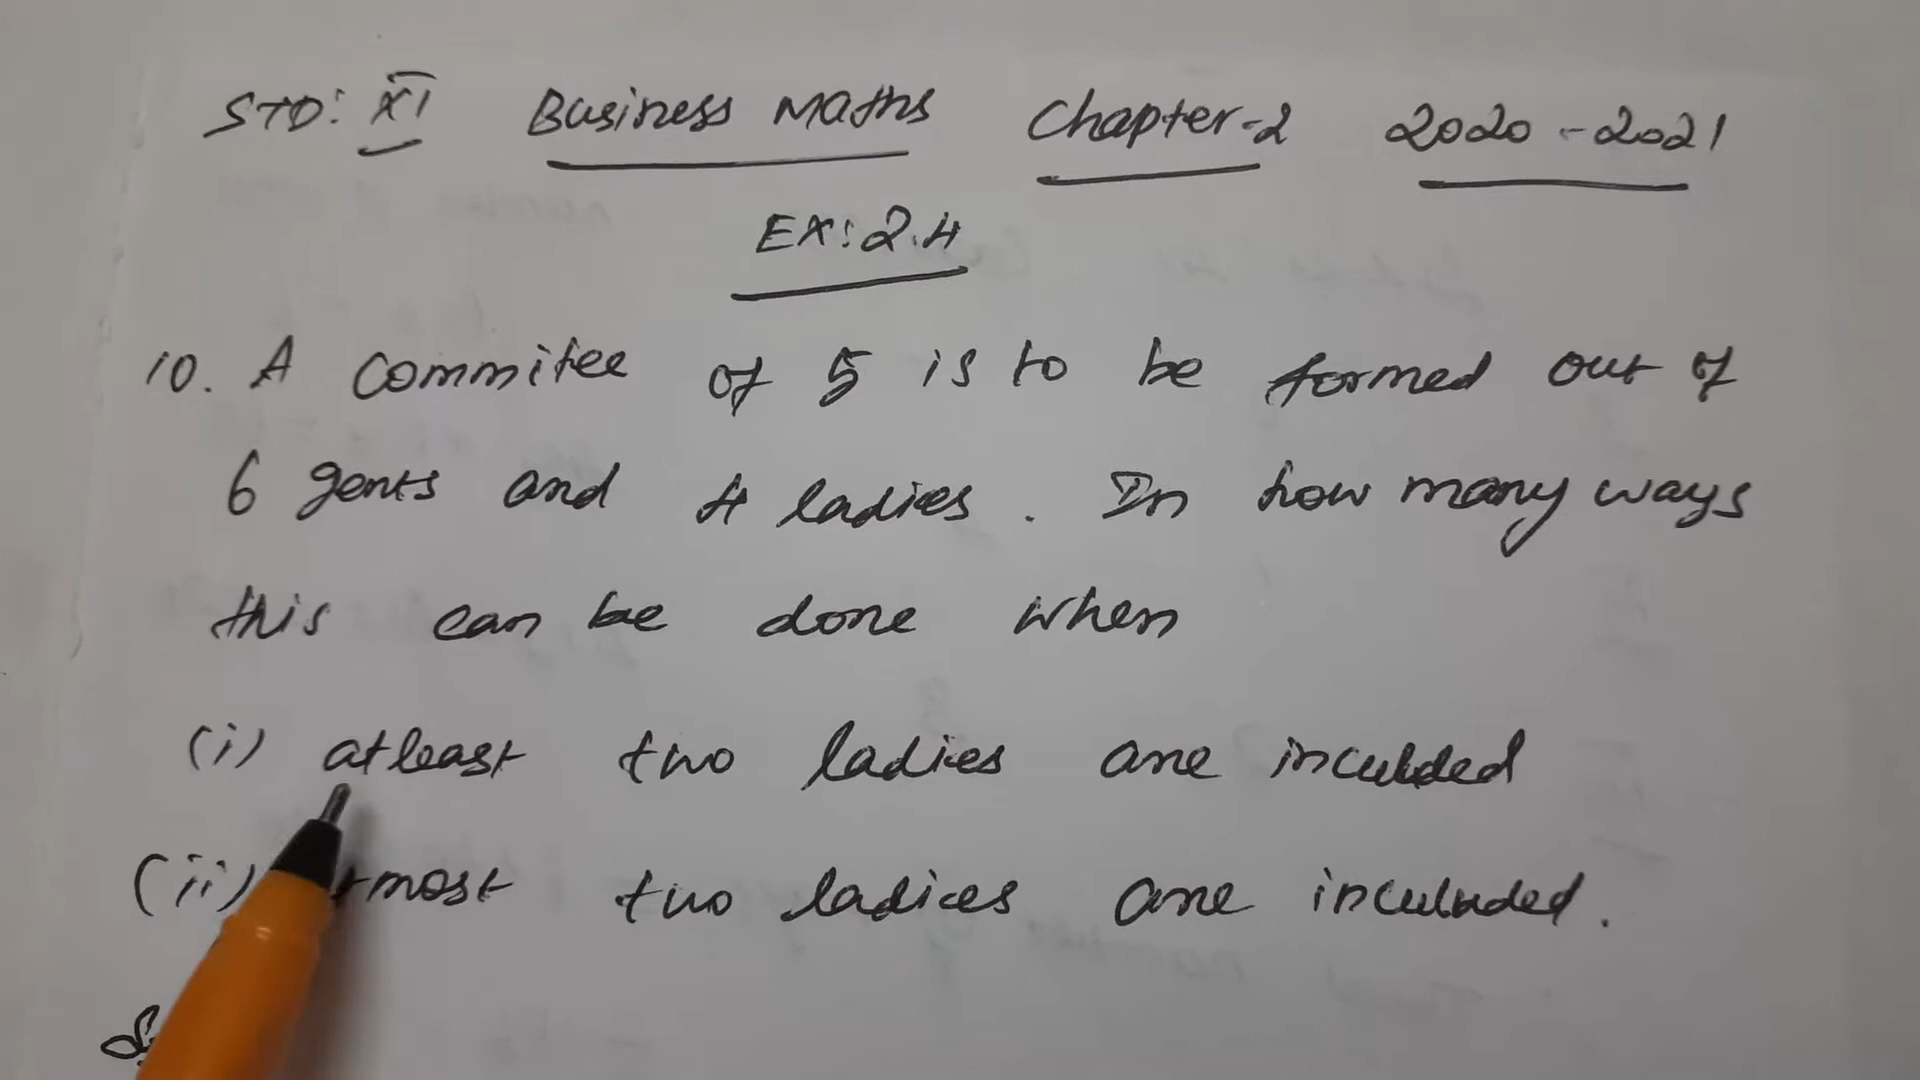 STD: XI Business Maths Chapter-2 2020-2021
EX: 2.4
10. A Commitee of 5 is to be formed out of
6 gents and 4 ladies. In how many ways
this can be done when
(i) atleast two ladies are inculded
(ii) two ladies are inculuded.